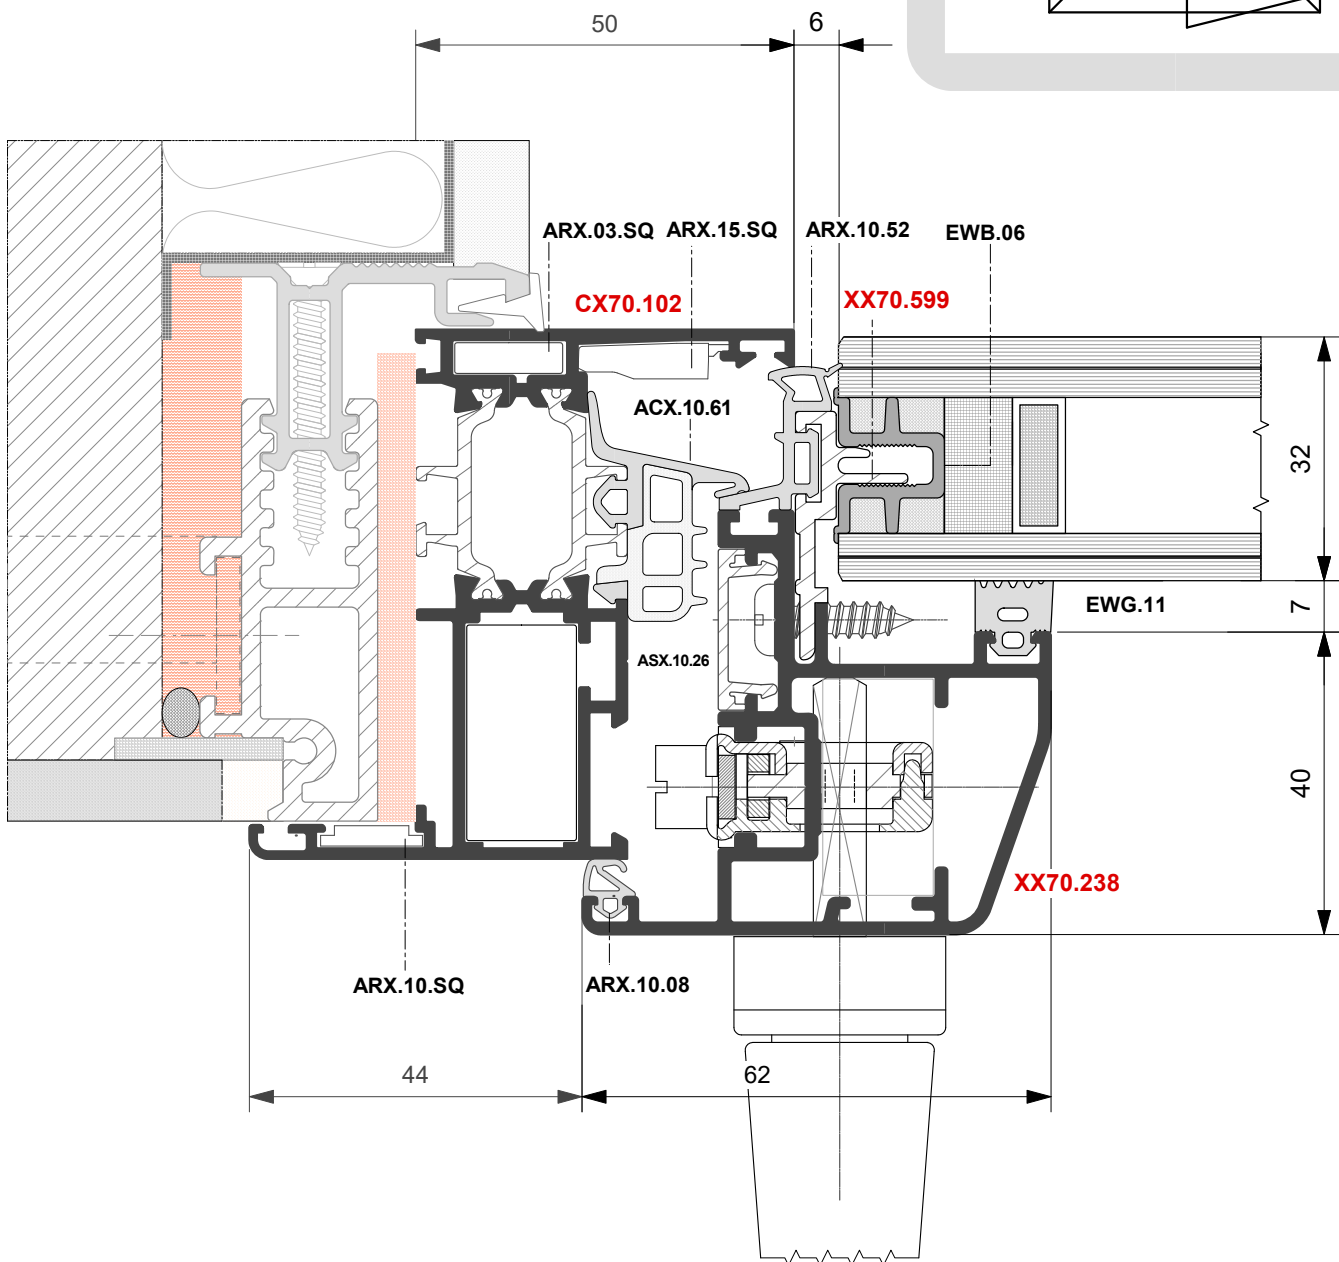 50
6
ARX.03.SQ
ARX.15.SQ
ARX.10.52
EWB.06
CX70.102
XX70.599
ACX.10.61
32
EWG.11
7
ASX.10.26
40
XX70.238
ARX.10.SQ
ARX.10.08
44
62